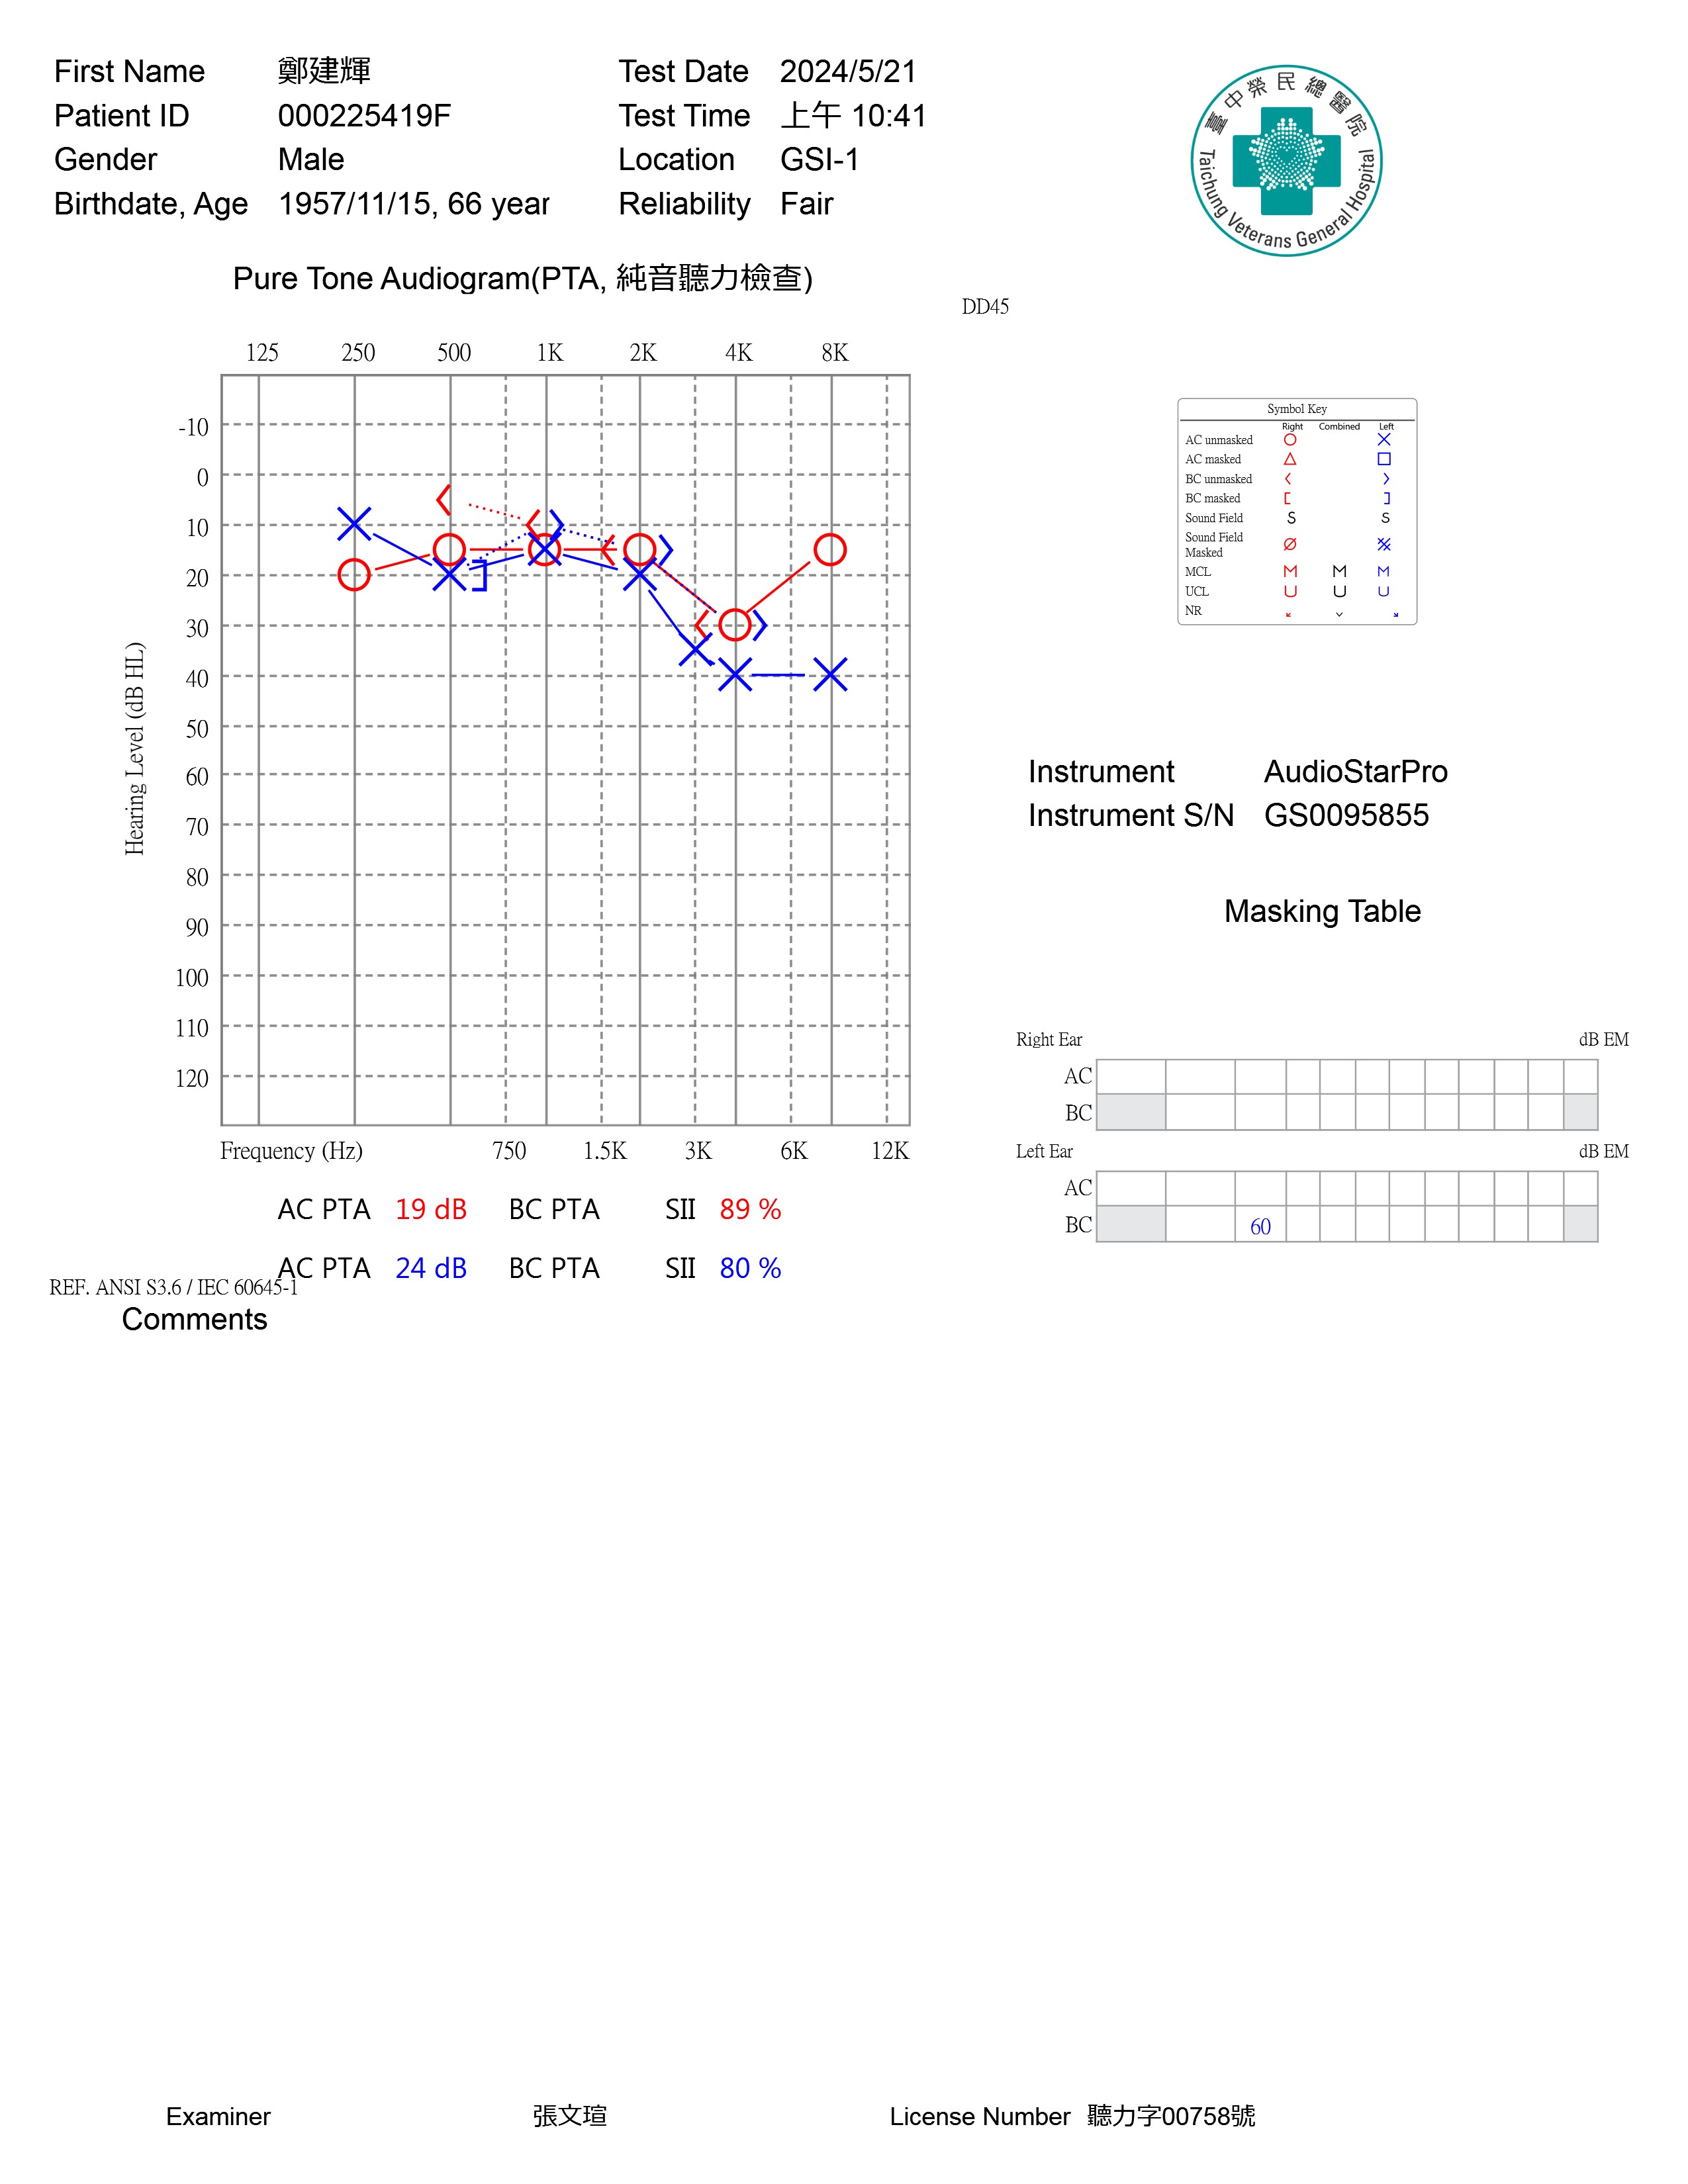 First Name 鄭建輝 Test Date 2024/5/21
Patient ID 000225419F Test Time 上午 10:41
Gender Male Location GSI-1
Birthdate, Age 1957/11/15, 66 year Reliability Fair
臺中榮民總醫院
Taichung Veterans General Hospital
Pure Tone Audiogram(PTA, 純音聽力檢查)
DD45
125 250 500 1K 2K 4K 8K
-10
0
10
20
30
40
50
60
70
80
90
100
110
120
Hearing Level (dB HL)
Frequency (Hz) 750 1.5K 3K 6K 12K
Symbol Key
Right Combined Left
AC unmasked
AC masked
BC unmasked
BC masked
Sound Field S S
Sound Field
Masked
MCL M M M
UCL U U U
NR
Instrument AudioStarPro
Instrument S/N GS0095855
Masking Table
Right Ear dB EM
AC
BC
Left Ear dB EM
AC
BC 60
AC PTA 19 dB BC PTA SII 89 %
AC PTA 24 dB BC PTA SII 80 %
REF. ANSI S3.6 / IEC 60645-1
Comments
Examiner 張文瑄 License Number 聽力字00758號